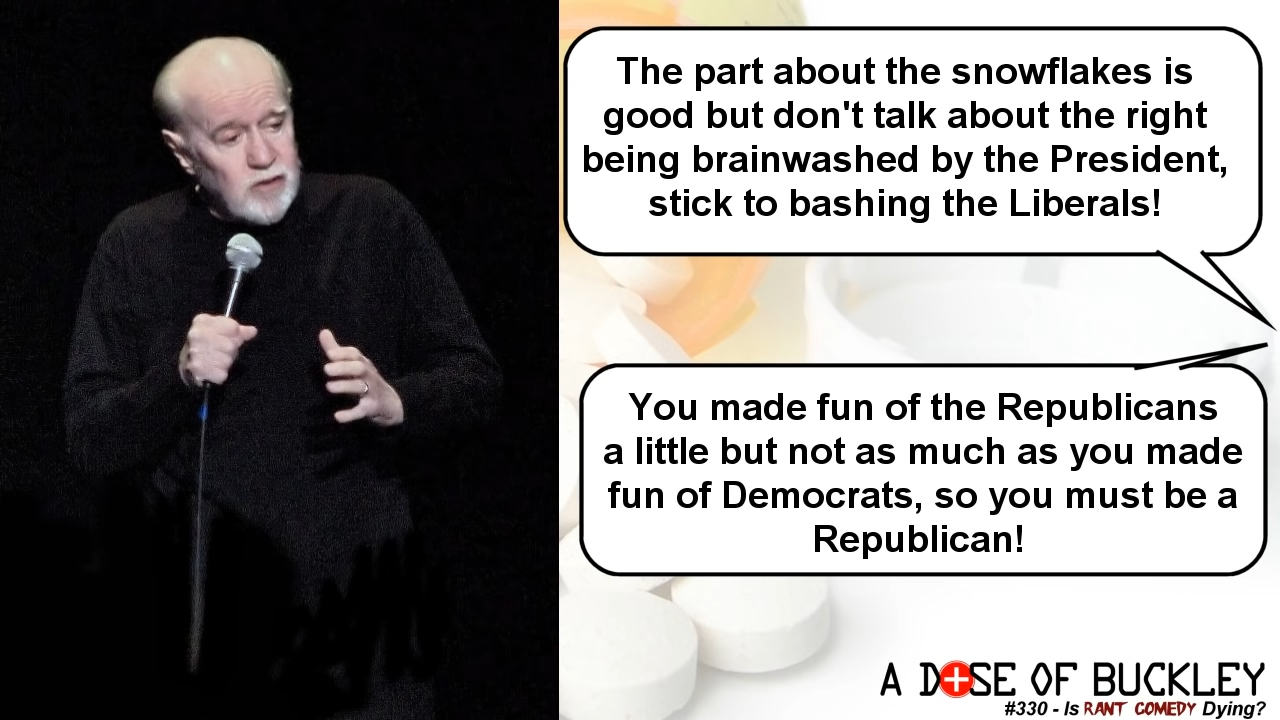 The part about the snowflakes is
good but don't talk about the right
being brainwashed by the President,
stick to bashing the Liberals!
You made fun of the Republicans
a little but not as much as you made
fun of Democrats, so you must be a
Republican!
A DOSE OF BUCKLEY
#330 - Is RANT COMEDY Dying?